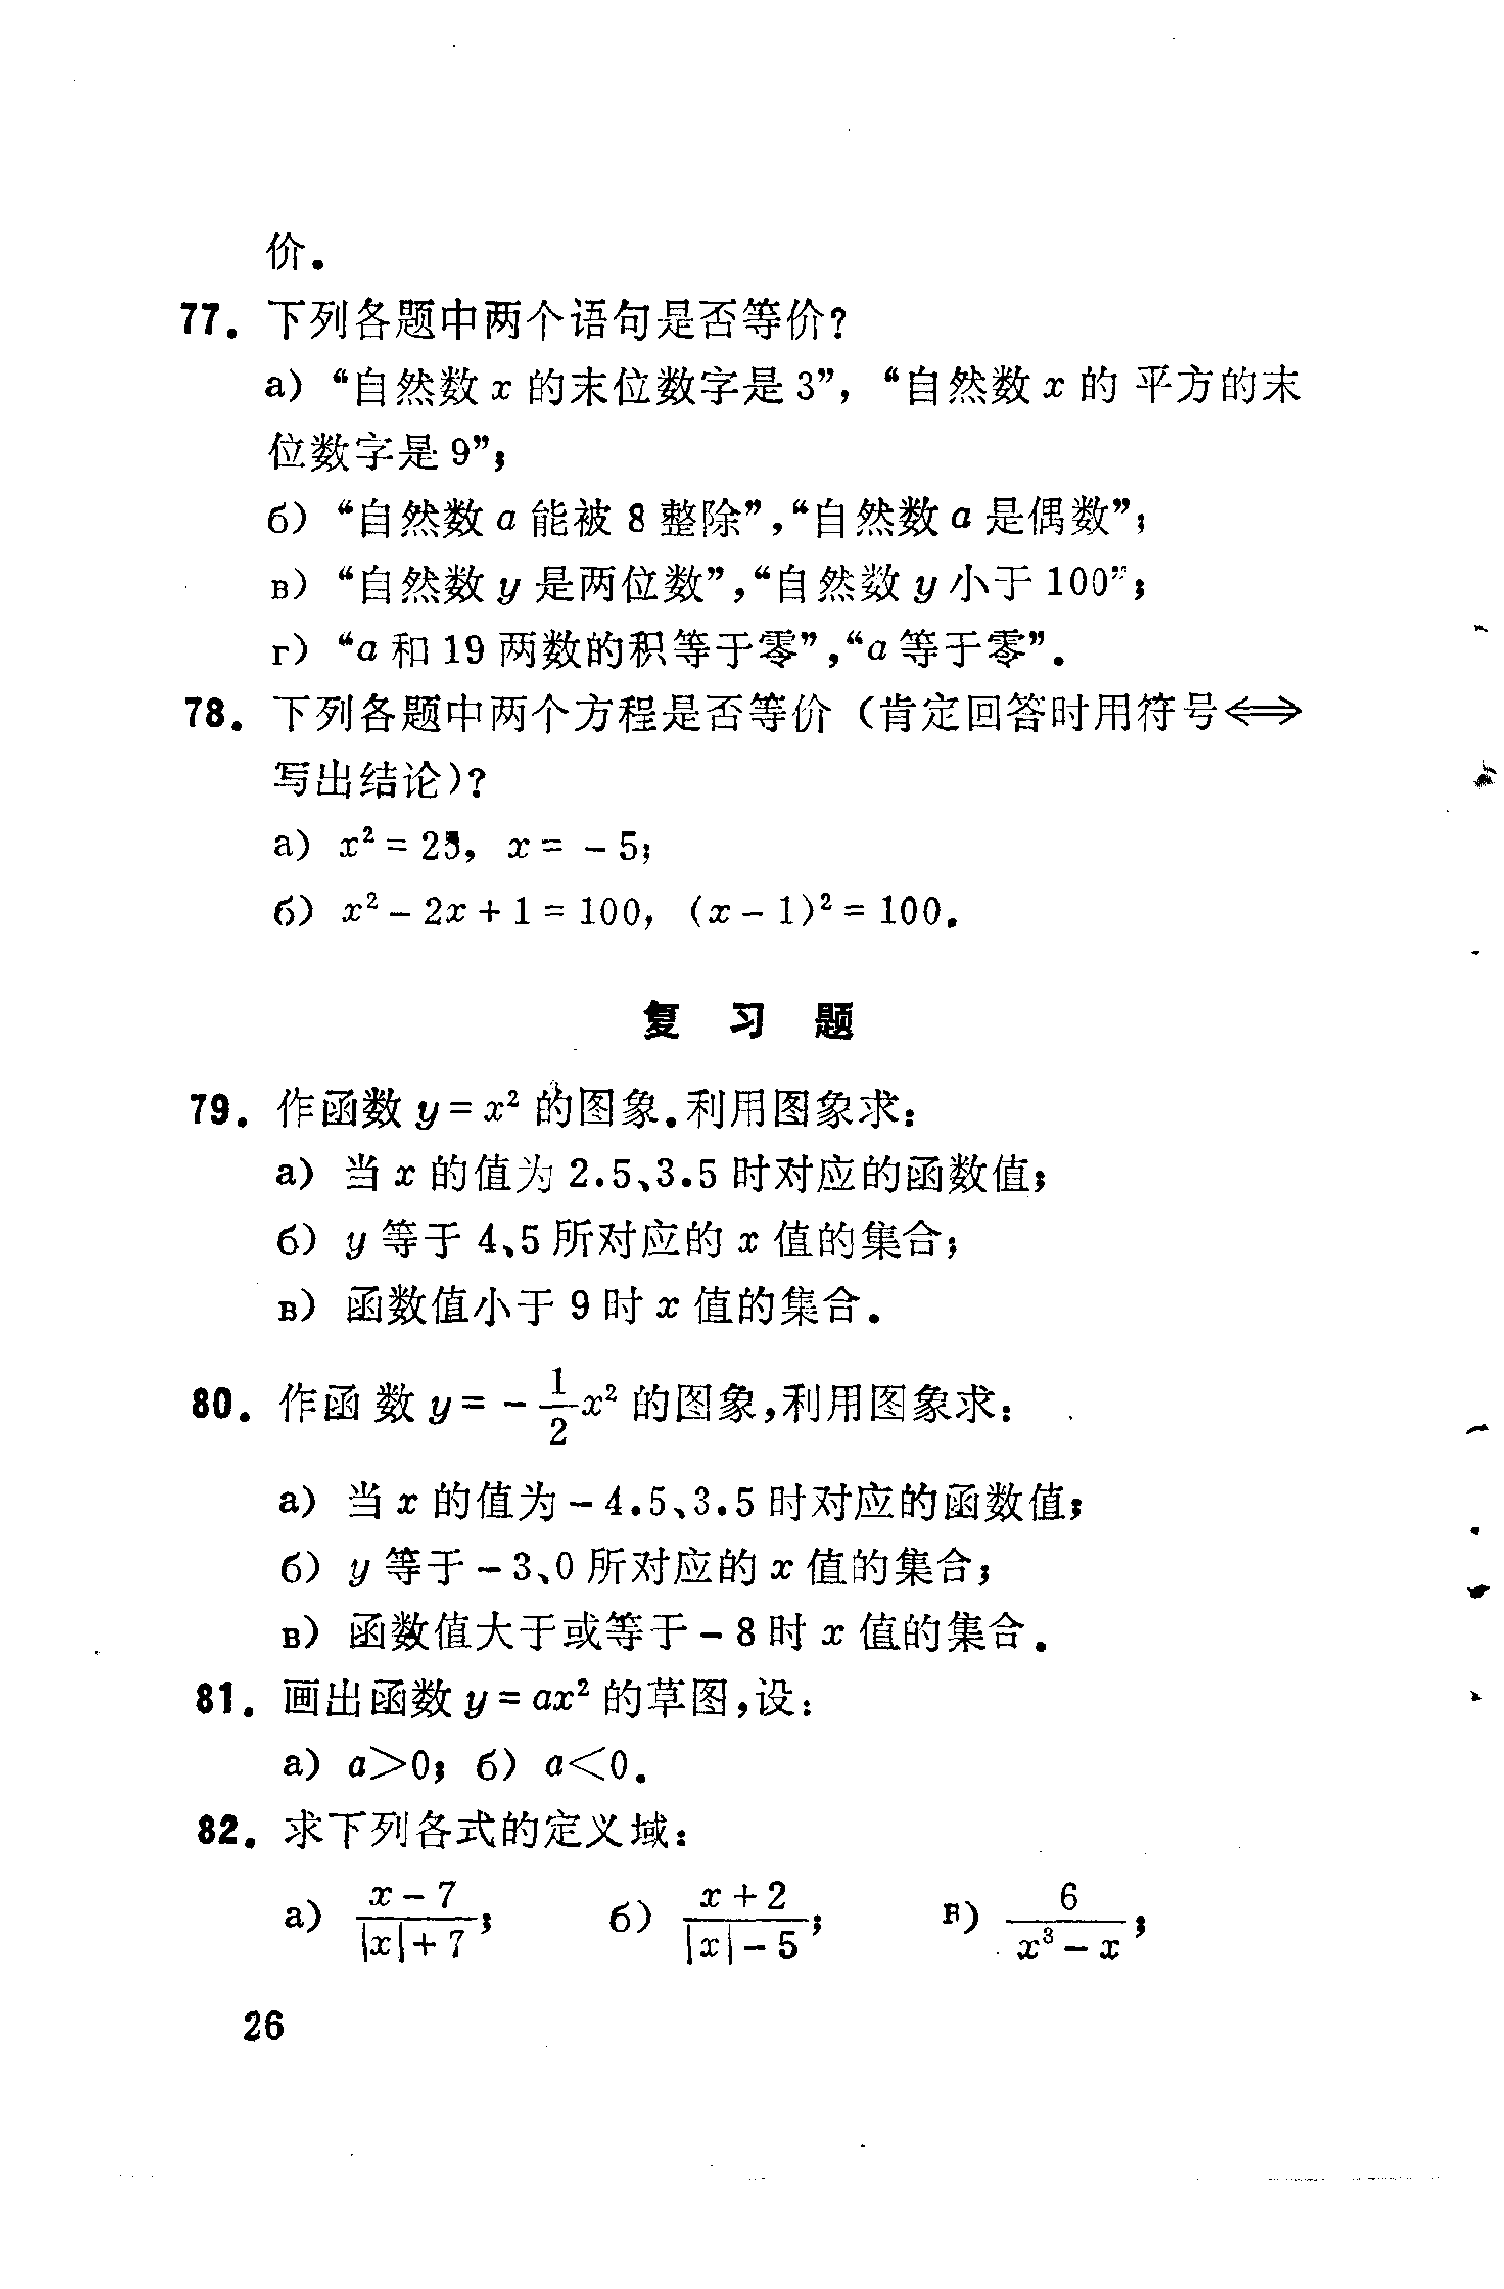 价.
77. 下列各题中两个语句是否等价?
а) “自然数 x 的末位数字是 3”, “自然数 x 的 平方的末
位数字是 9”;
б) “自然数 a 能被 8 整除”,“自然数 a 是偶数”;
в) “自然数 y 是两位数”,“自然数 y 小于 100”;
г) “a 和 19 两数的积等于零”,“a 等于零”.
78. 下列各题中两个方程是否等价 (肯定回答时用符号⟺
写出结论)?
а) x² = 25, x = －5;
б) x² － 2x + 1 = 100, (x － 1)² = 100.
复 习 题
79. 作函数 y = x² 的图象.利用图象求:
а) 当 x 的值为 2.5、3.5 时对应的函数值;
б) y 等于 4、5 所对应的 x 值的集合;
в) 函数值小于 9 时 x 值的集合.
80. 作函数 y = －1/2 x² 的图象,利用图象求:
а) 当 x 的值为－4.5、3.5 时对应的函数值;
б) y 等于－3、0 所对应的 x 值的集合;
в) 函数值大于或等于－8 时 x 值的集合.
81. 画出函数 y = ax² 的草图,设:
а) a>0; б) a<0.
82. 求下列各式的定义域:
а) (x－7)/(|x|+7); б) (x+2)/(|x|－5); в) 6/(x³－x);
26